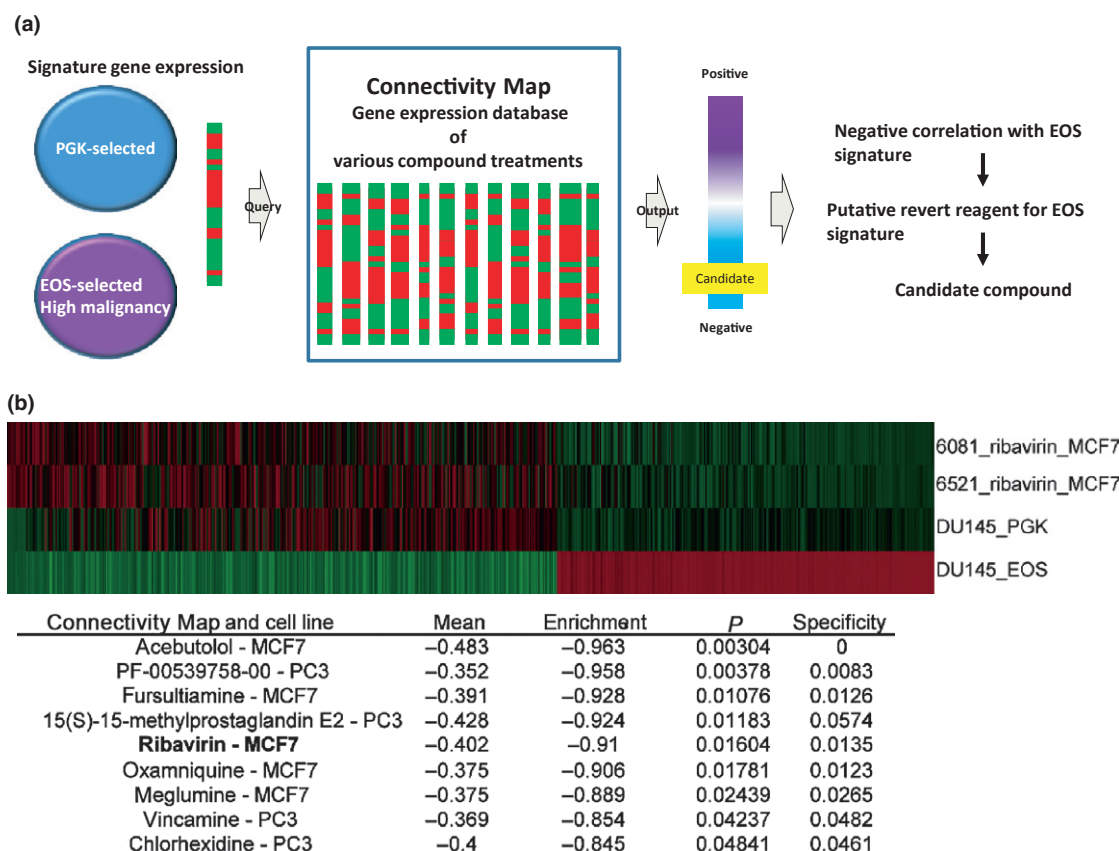 (a)
Signature gene expression
PGK-selected
EOS-selected
High malignancy
Query
Connectivity Map
Gene expression database
of
various compound treatments
Output
Positive
Candidate
Negative
Negative correlation with EOS
signature
Putative revert reagent for EOS
signature
Candidate compound
(b)
6081_ribavirin_MCF7
6521_ribavirin_MCF7
DU145_PGK
DU145_EOS
Connectivity Map and cell line Mean Enrichment P Specificity
Acebutolol - MCF7 −0.483 −0.963 0.00304 0
PF-00539758-00 - PC3 −0.352 −0.958 0.00378 0.0083
Fursultiamine - MCF7 −0.391 −0.928 0.01076 0.0126
15(S)-15-methylprostaglandin E2 - PC3 −0.428 −0.924 0.01183 0.0574
Ribavirin - MCF7 −0.402 −0.91 0.01604 0.0135
Oxamniquine - MCF7 −0.375 −0.906 0.01781 0.0123
Meglumine - MCF7 −0.375 −0.889 0.02439 0.0265
Vincamine - PC3 −0.369 −0.854 0.04237 0.0482
Chlorhexidine - PC3 −0.4 −0.845 0.04841 0.0461